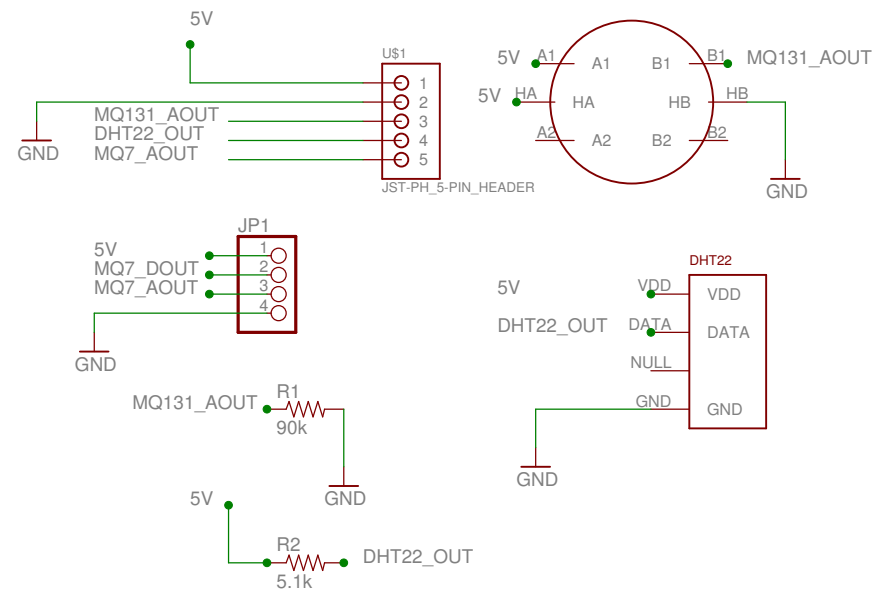 5V
U$1
1
2
3
4
5
MQ131_AOUT
DHT22_OUT
MQ7_AOUT
GND
JST-PH_5-PIN_HEADER
5V
A1
A1
B1
B1
MQ131_AOUT
5V
HA
HA
HB
HB
A2
A2
B2
B2
GND
JP1
5V
1
MQ7_DOUT
2
MQ7_AOUT
3
4
GND
DHT22
5V
VDD
VDD
DHT22_OUT
DATA
DATA
NULL
GND
GND
GND
MQ131_AOUT
R1
90k
GND
5V
R2
5.1k
DHT22_OUT